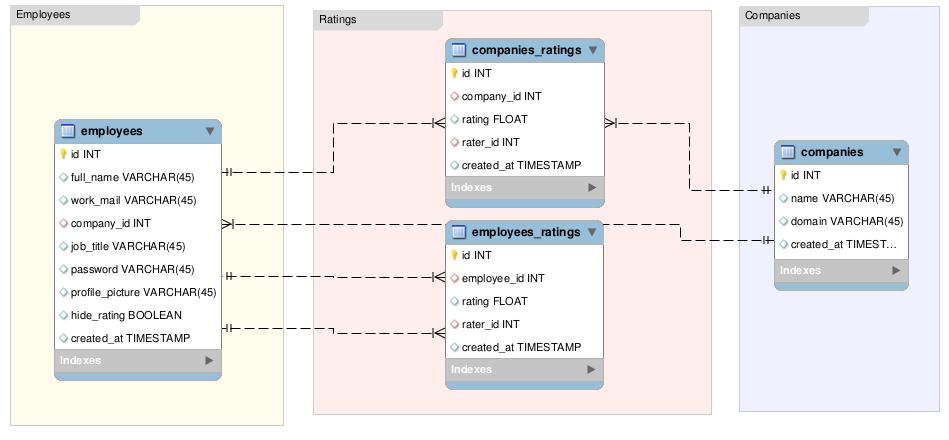 Employees
employees
id INT
full_name VARCHAR(45)
work_mail VARCHAR(45)
company_id INT
job_title VARCHAR(45)
password VARCHAR(45)
profile_picture VARCHAR(45)
hide_rating BOOLEAN
created_at TIMESTAMP
Indexes
Ratings
companies_ratings
id INT
company_id INT
rating FLOAT
rater_id INT
created_at TIMESTAMP
Indexes
employees_ratings
id INT
employee_id INT
rating FLOAT
rater_id INT
created_at TIMESTAMP
Indexes
Companies
companies
id INT
name VARCHAR(45)
domain VARCHAR(45)
created_at TIMEST...
Indexes